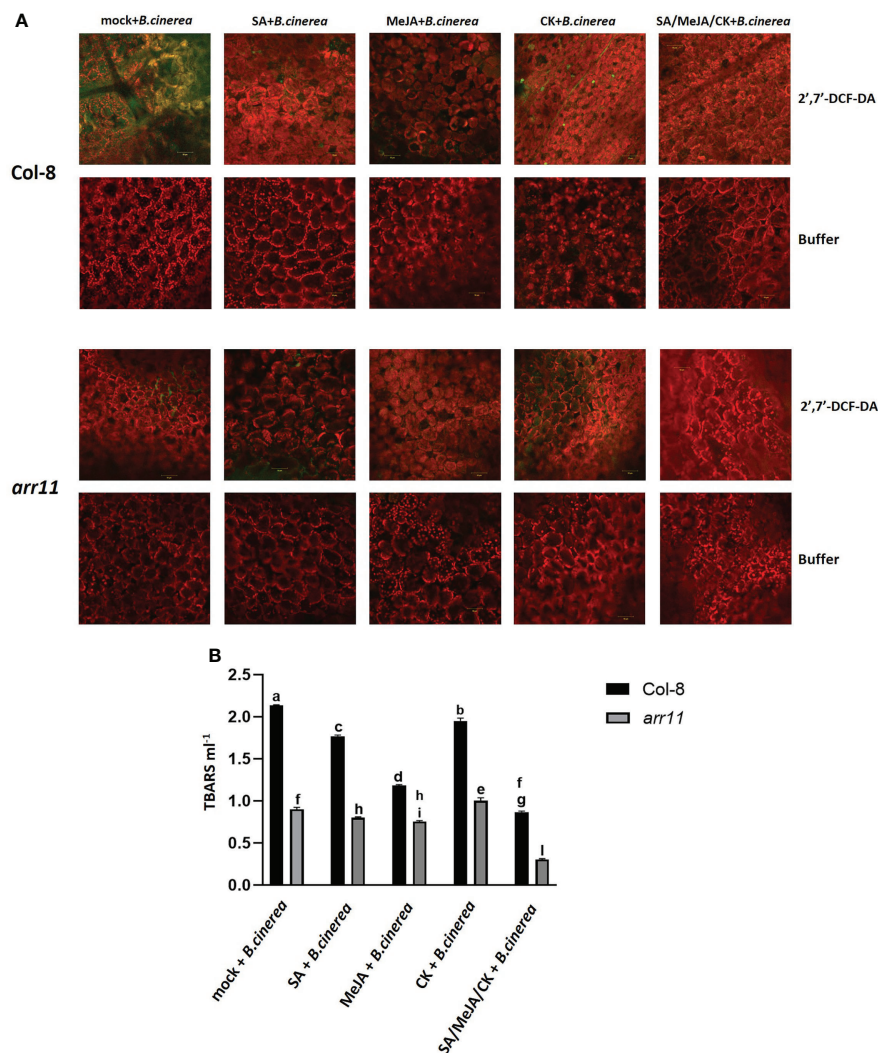 A
mock+B.cinerea SA+B.cinerea MeJA+B.cinerea CK+B.cinerea SA/MeJA/CK+B.cinerea
2’,7’-DCF-DA
Col-8
Buffer
2’,7’-DCF-DA
arr11
Buffer
B
2.5
2.0
1.5
1.0
0.5
0.0
TBARS ml-1
a
f
c
h
d
h
i
b
e
f
g
l
Col-8
arr11
mock + B.cinerea
SA + B.cinerea
MeJA + B.cinerea
CK + B.cinerea
SA/MeJA/CK + B.cinerea